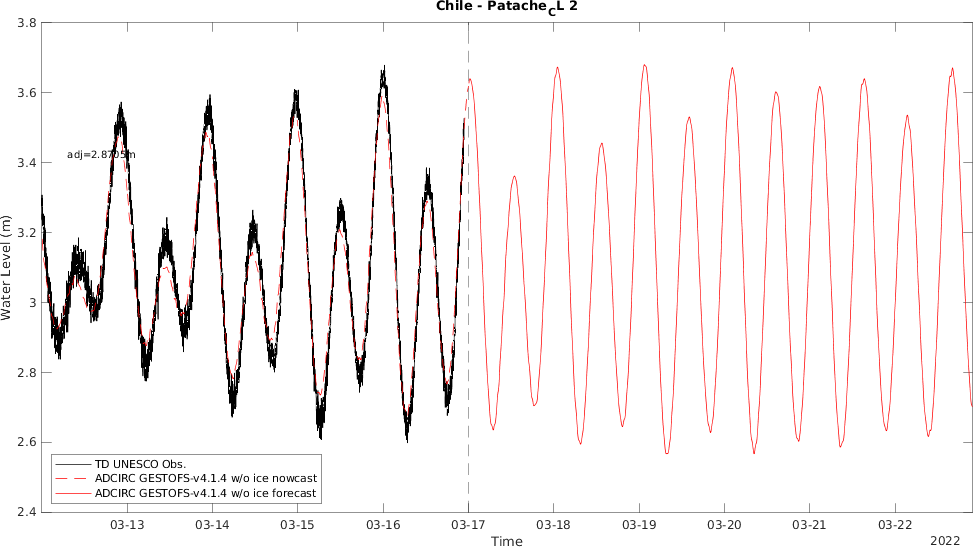 Chile - Patache_CL 2
3.8
3.6
3.4
3.2
3
2.8
2.6
2.4
Water Level (m)
adj=2.8705m
TD UNESCO Obs.
ADCIRC GESTOFS-v4.1.4 w/o ice nowcast
ADCIRC GESTOFS-v4.1.4 w/o ice forecast
03-13 03-14 03-15 03-16 03-17 03-18 03-19 03-20 03-21 03-22
Time
2022